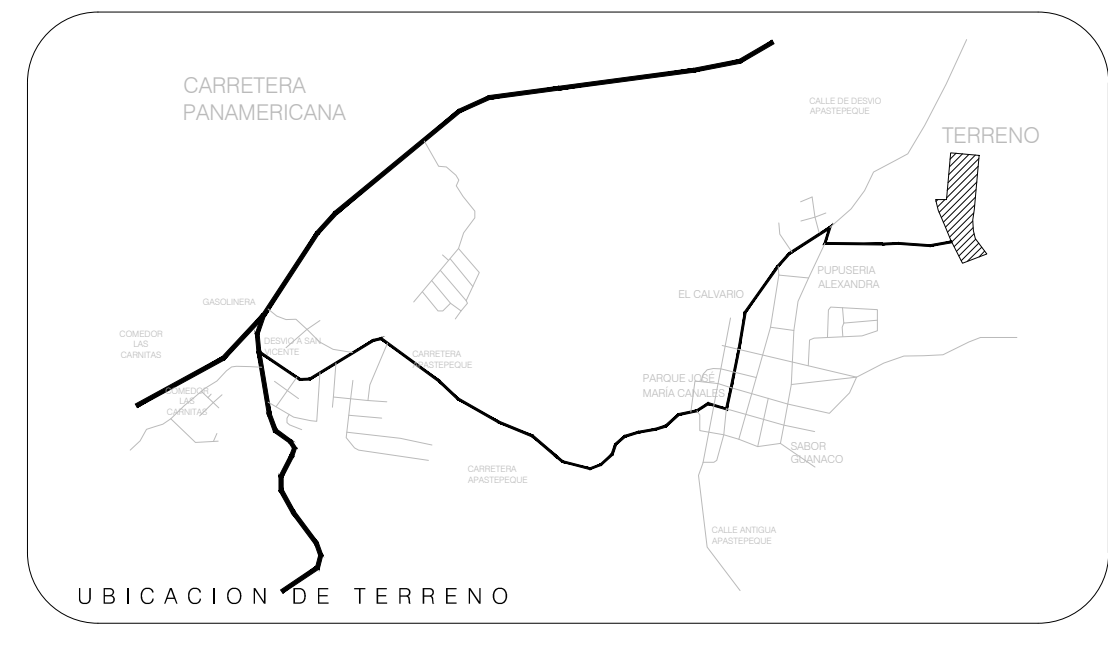 CARRETERA
PANAMERICANA
CALLE DE DESVIO
APASTEPEQUE
TERRENO
PUPUSERIA
ALEXANDRA
EL CALVARIO
GASOLINERA
COMEDOR
LAS
CARNITAS
DESVIO A SAN
VICENTE
CARRETERA
APASTEPEQUE
COMEDOR
LAS
CARNITAS
PARQUE JOSÉ
MARÍA CANALES
SABOR
GUANACO
CARRETERA
APASTEPEQUE
CALLE ANTIGUA
APASTEPEQUE
UBICACION DE TERRENO